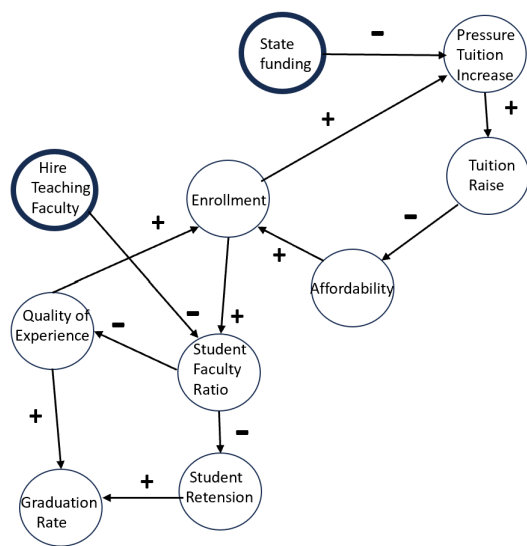 State
funding
-
Pressure
Tuition
Increase
+
+
Hire
Teaching
Faculty
Enrollment
Tuition
Raise
+
-
+
Affordability
-
+
Quality of
Experience
-
Student
Faculty
Ratio
+
-
Graduation
Rate
+
Student
Retension